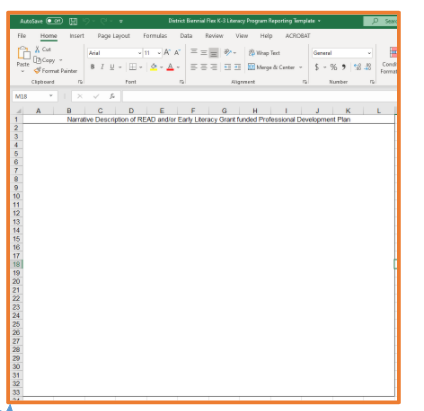 AutoSave Off District Biennial Flex K-3 Literacy Program Reporting Template
File Home Insert Page Layout Formulas Data Review View Help ACROBAT
Cut
Copy
Paste
Format Painter
Arial 11 A A
B I U A
Wrap Text
Merge & Center
General
$ % 9
Clipboard Font Alignment Number
M18 fx
A B C D E F G H I J K L
1 Narrative Description of READ and/or Early Literacy Grant funded Professional Development Plan
2
3
4
5
6
7
8
9
10
11
12
13
14
15
16
17
18
19
20
21
22
23
24
25
26
27
28
29
30
31
32
33